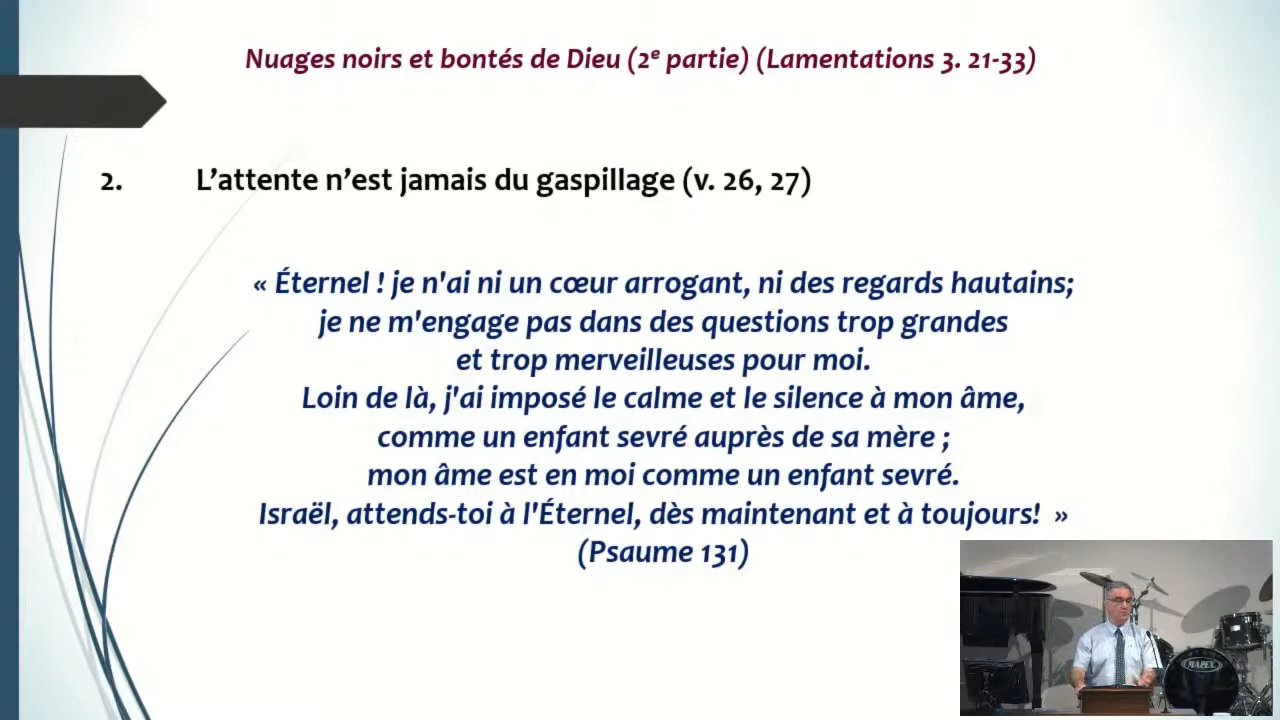 Nuages noirs et bontés de Dieu (2e partie) (Lamentations 3. 21-33)
2. L’attente n’est jamais du gaspillage (v. 26, 27)
« Éternel ! je n'ai ni un cœur arrogant, ni des regards hautains;
je ne m'engage pas dans des questions trop grandes
et trop merveilleuses pour moi.
Loin de là, j'ai imposé le calme et le silence à mon âme,
comme un enfant sevré auprès de sa mère ;
mon âme est en moi comme un enfant sevré.
Israël, attends-toi à l'Éternel, dès maintenant et à toujours! »
(Psaume 131)
MAPEX